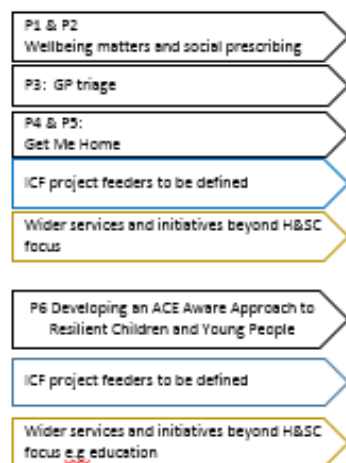 P1 & P2
Wellbeing matters and social prescribing
P3: GP triage
P4 & P5:
Get Me Home
ICF project feeders to be defined
Wider services and initiatives beyond H&SC
focus
P6 Developing an ACE Aware Approach to
Resilient Children and Young People
ICF project feeders to be defined
Wider services and initiatives beyond H&SC
focus e.g education